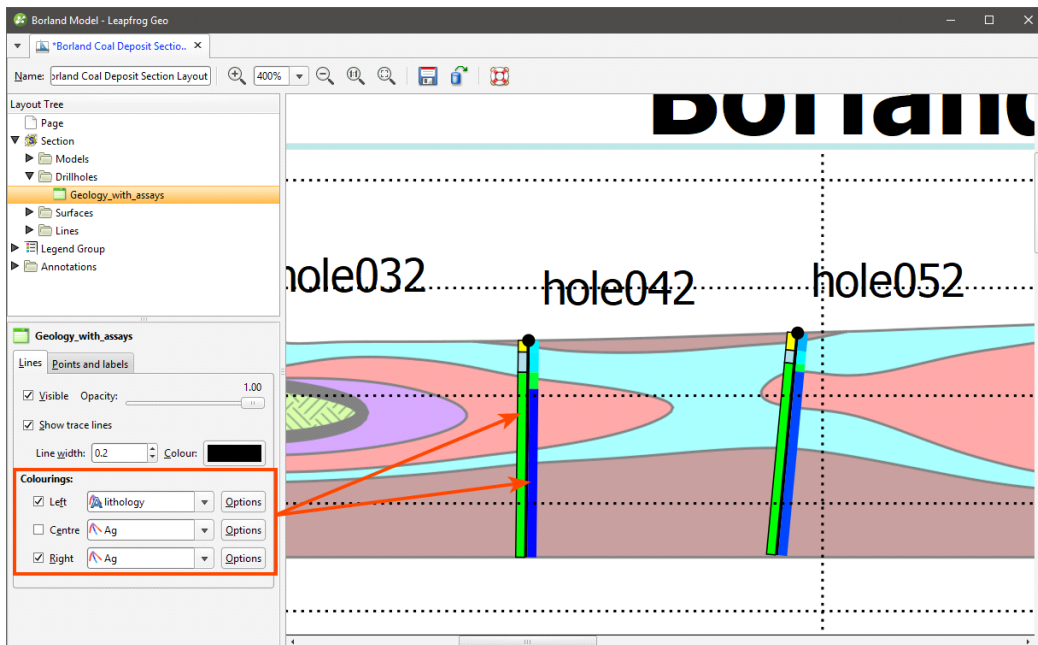 Borland Model - Leapfrog Geo
*Borland Coal Deposit Sectio..
Name: orland Coal Deposit Section Layout 400%
Layout Tree
Page
Section
Models
Drillholes
Geology_with_assays
Surfaces
Lines
Legend Group
Annotations
Geology_with_assays
Lines Points and labels
Visible Opacity: 1.00
Show trace lines
Line width: 0.2 Colour:
Colourings:
Left lithology Options
Centre Ag Options
Right Ag Options
Borland
hole032
hole042
hole052